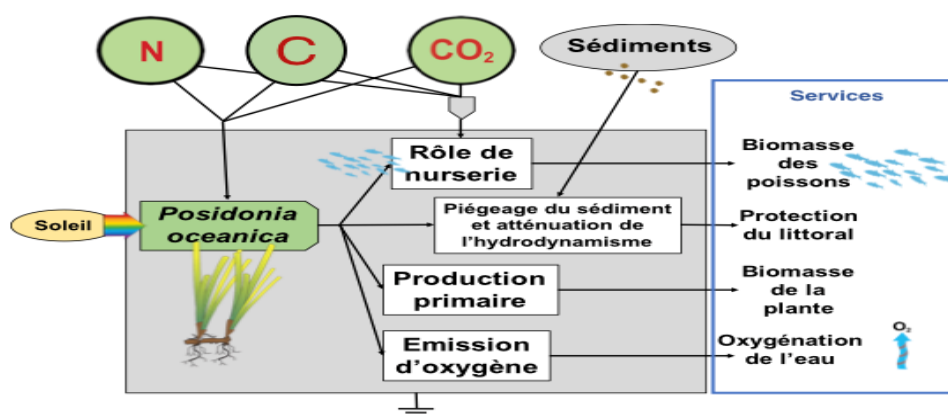 N
C
CO₂
Sédiments
Services
Soleil
Posidonia
oceanica
Rôle de
nurserie
Piégeage du sédiment
et atténuation de
l'hydrodynamisme
Production
primaire
Emission
d'oxygène
Biomasse
des
poissons
Protection
du littoral
Biomasse
de la
plante
Oxygénation
de l'eau
O₂